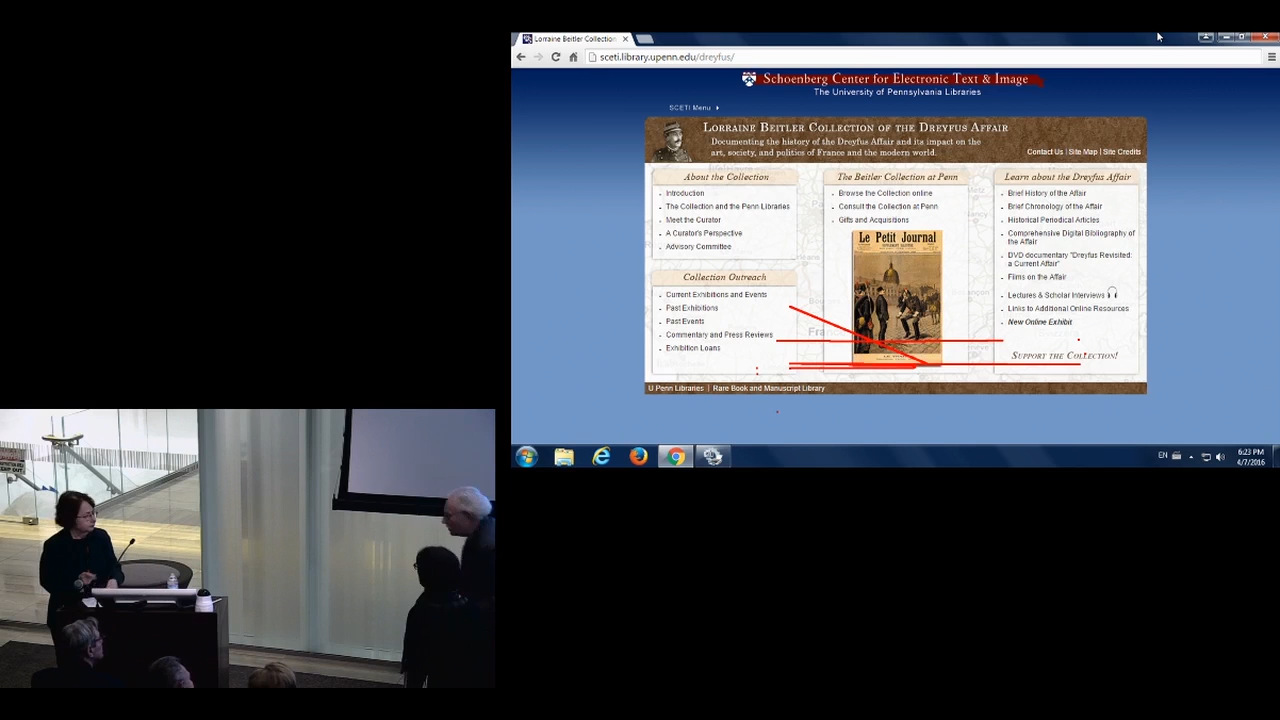 Lorraine Beitler Collection
sceti.library.upenn.edu/dreyfus/
Schoenberg Center for Electronic Text & Image
The University of Pennsylvania Libraries
SCETI Menu
Lorraine Beitler Collection of the Dreyfus Affair
Documenting the history of the Dreyfus Affair and its impact on the
art, society, and politics of France and the modern world.
Contact Us | Site Map | Site Credits
About the Collection
Introduction
The Collection and the Penn Libraries
Meet the Curator
A Curator's Perspective
Advisory Committee
Collection Outreach
Current Exhibitions and Events
Past Exhibitions
Past Events
Commentary and Press Reviews
Exhibition Loans
The Beitler Collection at Penn
Browse the Collection online
Consult the Collection at Penn
Gifts and Acquisitions
Le Petit Journal
Learn about the Dreyfus Affair
Brief History of the Affair
Brief Chronology of the Affair
Historical Periodical Articles
Comprehensive Digital Bibliography of
the Affair
DVD documentary "Dreyfus Revisited:
a Current Affair"
Films on the Affair
Lectures & Scholar Interviews
Links to Additional Online Resources
New Online Exhibit
Support the Collection!
U Penn Libraries | Rare Book and Manuscript Library
EN
6:23 PM
4/7/2016